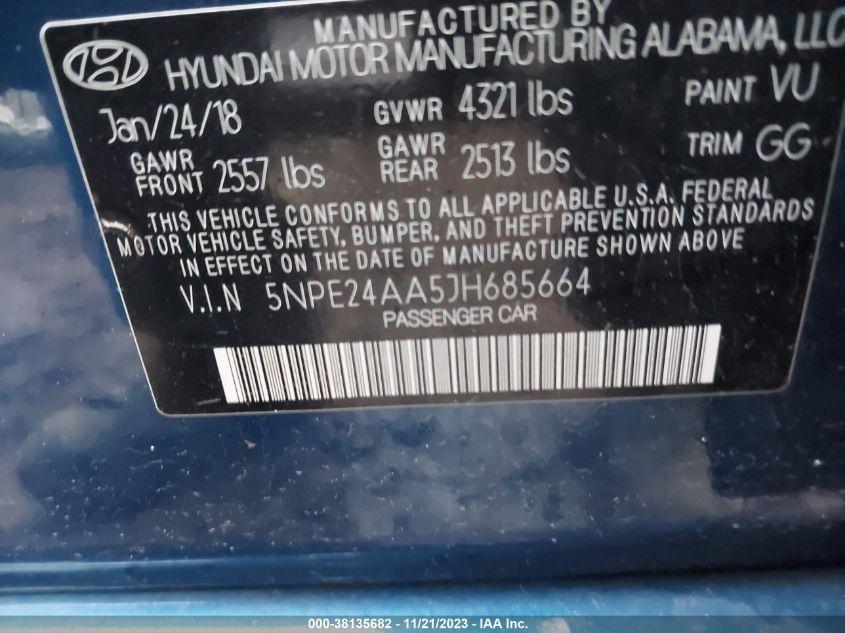 MANUFACTURED BY
HYUNDAI MOTOR MANUFACTURING ALABAMA, LLC
Jan/24/18 GVWR 4321 lbs PAINT VU
GAWR FRONT 2557 lbs GAWR REAR 2513 lbs TRIM GG
THIS VEHICLE CONFORMS TO ALL APPLICABLE U.S.A. FEDERAL
MOTOR VEHICLE SAFETY, BUMPER, AND THEFT PREVENTION STANDARDS
IN EFFECT ON THE DATE OF MANUFACTURE SHOWN ABOVE
V.I.N 5NPE24AA5JH685664
PASSENGER CAR
000-38135682 - 11/21/2023 - © IAA Inc.